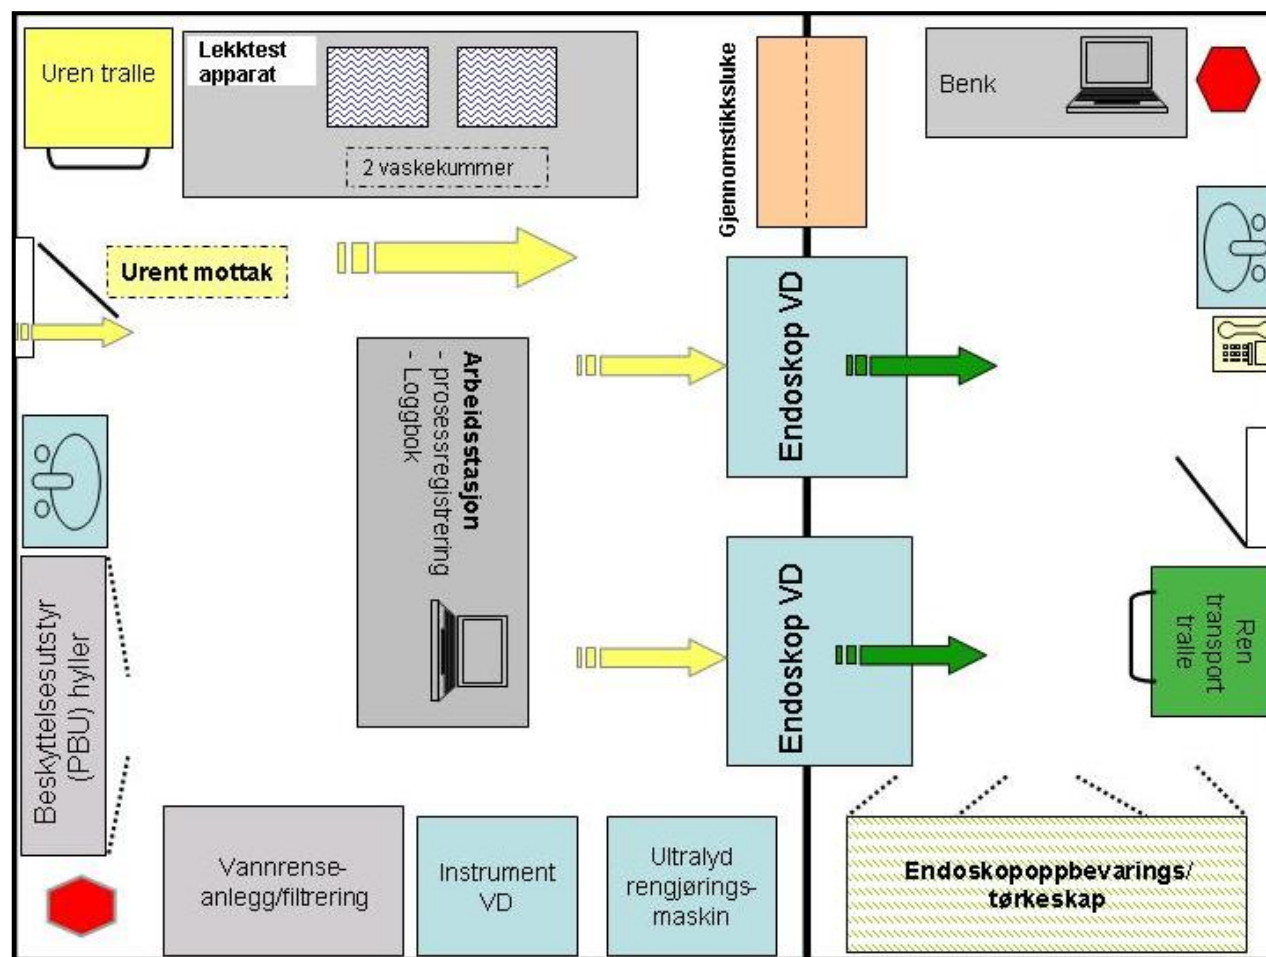 Uren tralle
Lekktest
apparat
2 vaskekummer
Gjennomstikksluke
Benk
Urent mottak
Endoskop VD
Arbeidsstasjon
- prosessregistrering
- Loggbok
Endoskop VD
Beskyttelsesutstyr
(PBU) hyller
Ren
transport
tralle
Vannrense-
anlegg/filtrering
Instrument
VD
Ultralyd
rengjørings-
maskin
Endoskopoppbevarings/
tørkeskap